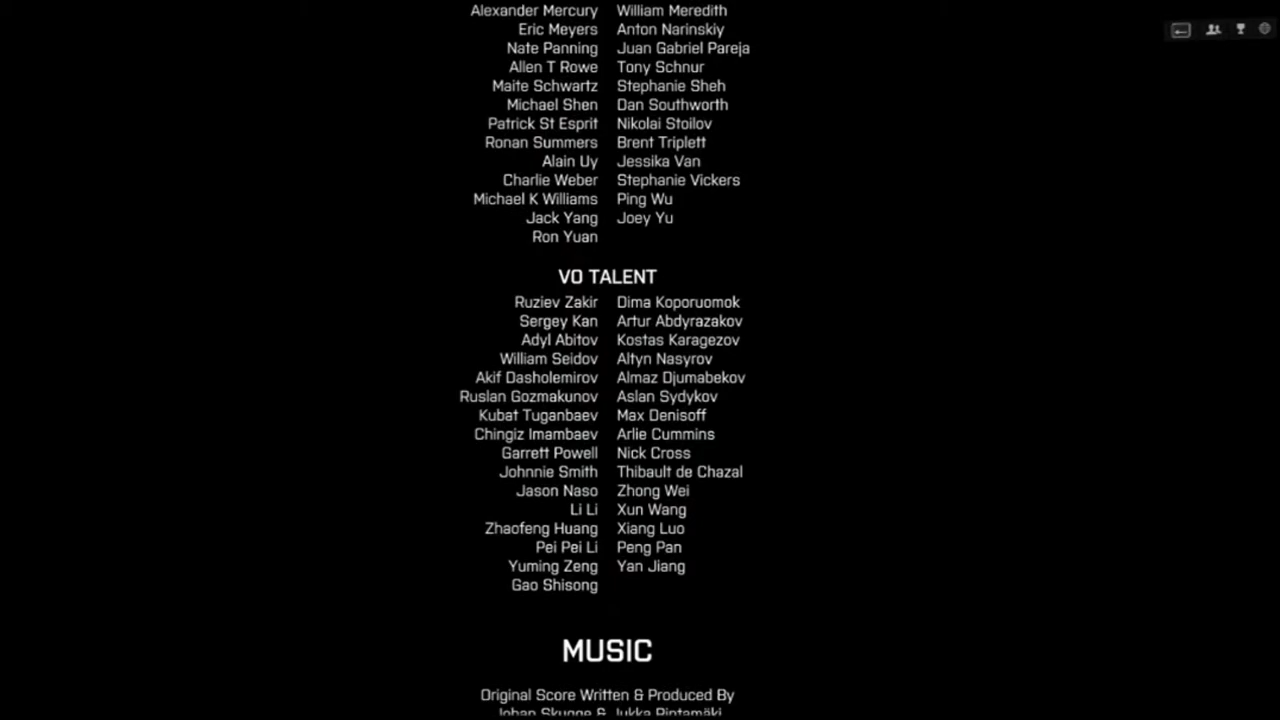 Alexander Mercury William Meredith
Eric Meyers Anton Narinskiy
Nate Panning Juan Gabriel Pareja
Allen T Rowe Tony Schnur
Maite Schwartz Stephanie Sheh
Michael Shen Dan Southworth
Patrick St Esprit Nikolai Stoilov
Ronan Summers Brent Triplett
Alain Uy Jessika Van
Charlie Weber Stephanie Vickers
Michael K Williams Ping Wu
Jack Yang Joey Yu
Ron Yuan
VO TALENT
Ruziev Zakir Dima Koporuomok
Sergey Kan Artur Abdyrazakov
Adyl Abitov Kostas Karagezov
William Seidov Altyn Nasyrov
Akif Dasholemirov Almaz Djumabekov
Ruslan Gozmakunov Aslan Sydykov
Kubat Tuganbaev Max Denisoff
Chingiz Imambaev Arlie Cummins
Garrett Powell Nick Cross
Johnnie Smith Thibault de Chazal
Jason Naso Zhong Wei
Li Li Xun Wang
Zhaofeng Huang Xiang Luo
Pei Pei Li Peng Pan
Yuming Zeng Yan Jiang
Gao Shisong
MUSIC
Original Score Written & Produced By
Johan Skugge & Jukka Rintamäki